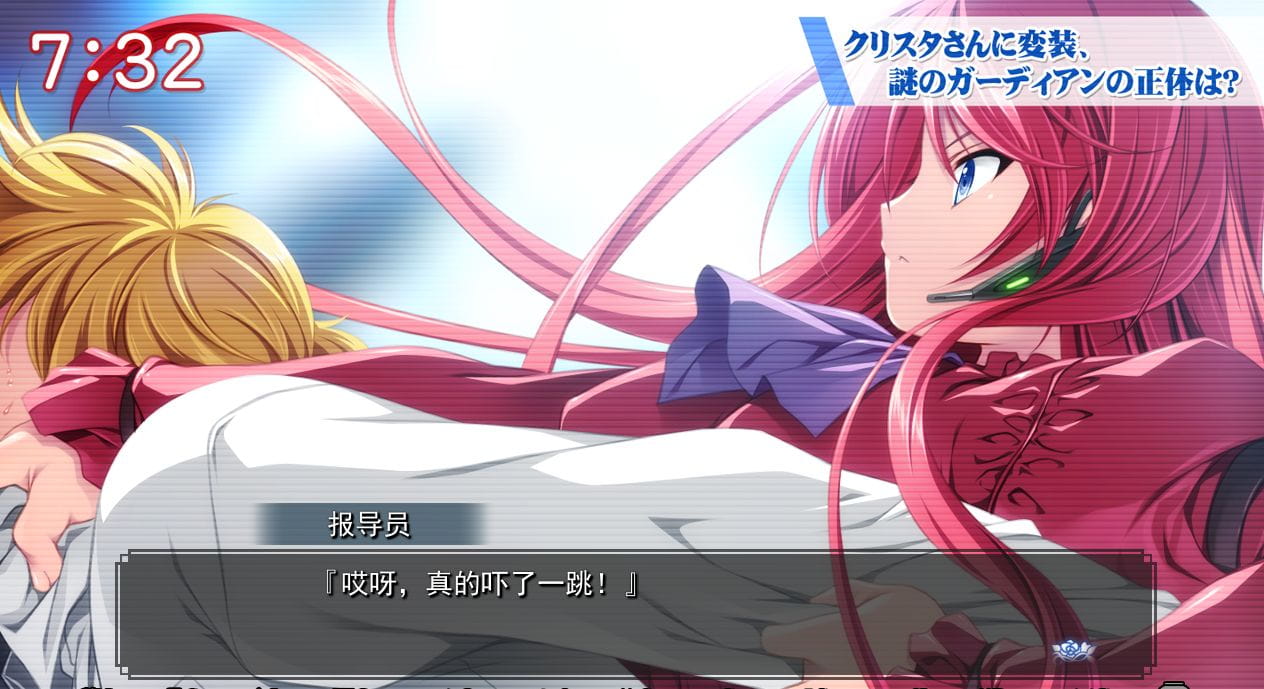 7:32
クリスタさんに変装、
謎のガーディアンの正体は?
报导员
『哎呀，真的吓了一跳！』